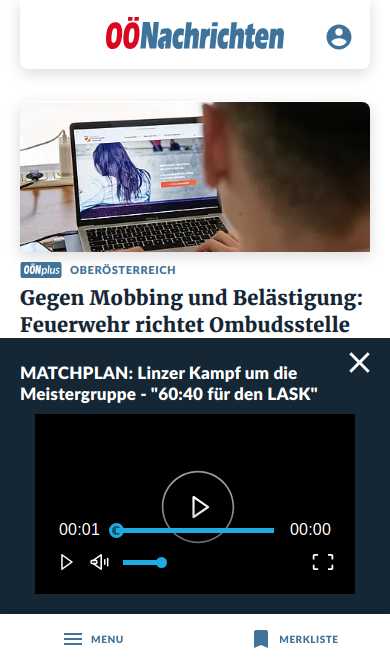 OÖNachrichten
OÖNplus OBERÖSTERREICH
Gegen Mobbing und Belästigung:
Feuerwehr richtet Ombudsstelle
MATCHPLAN: Linzer Kampf um die
Meistergruppe - "60:40 für den LASK"
00:01
00:00
MENU
MERKLISTE